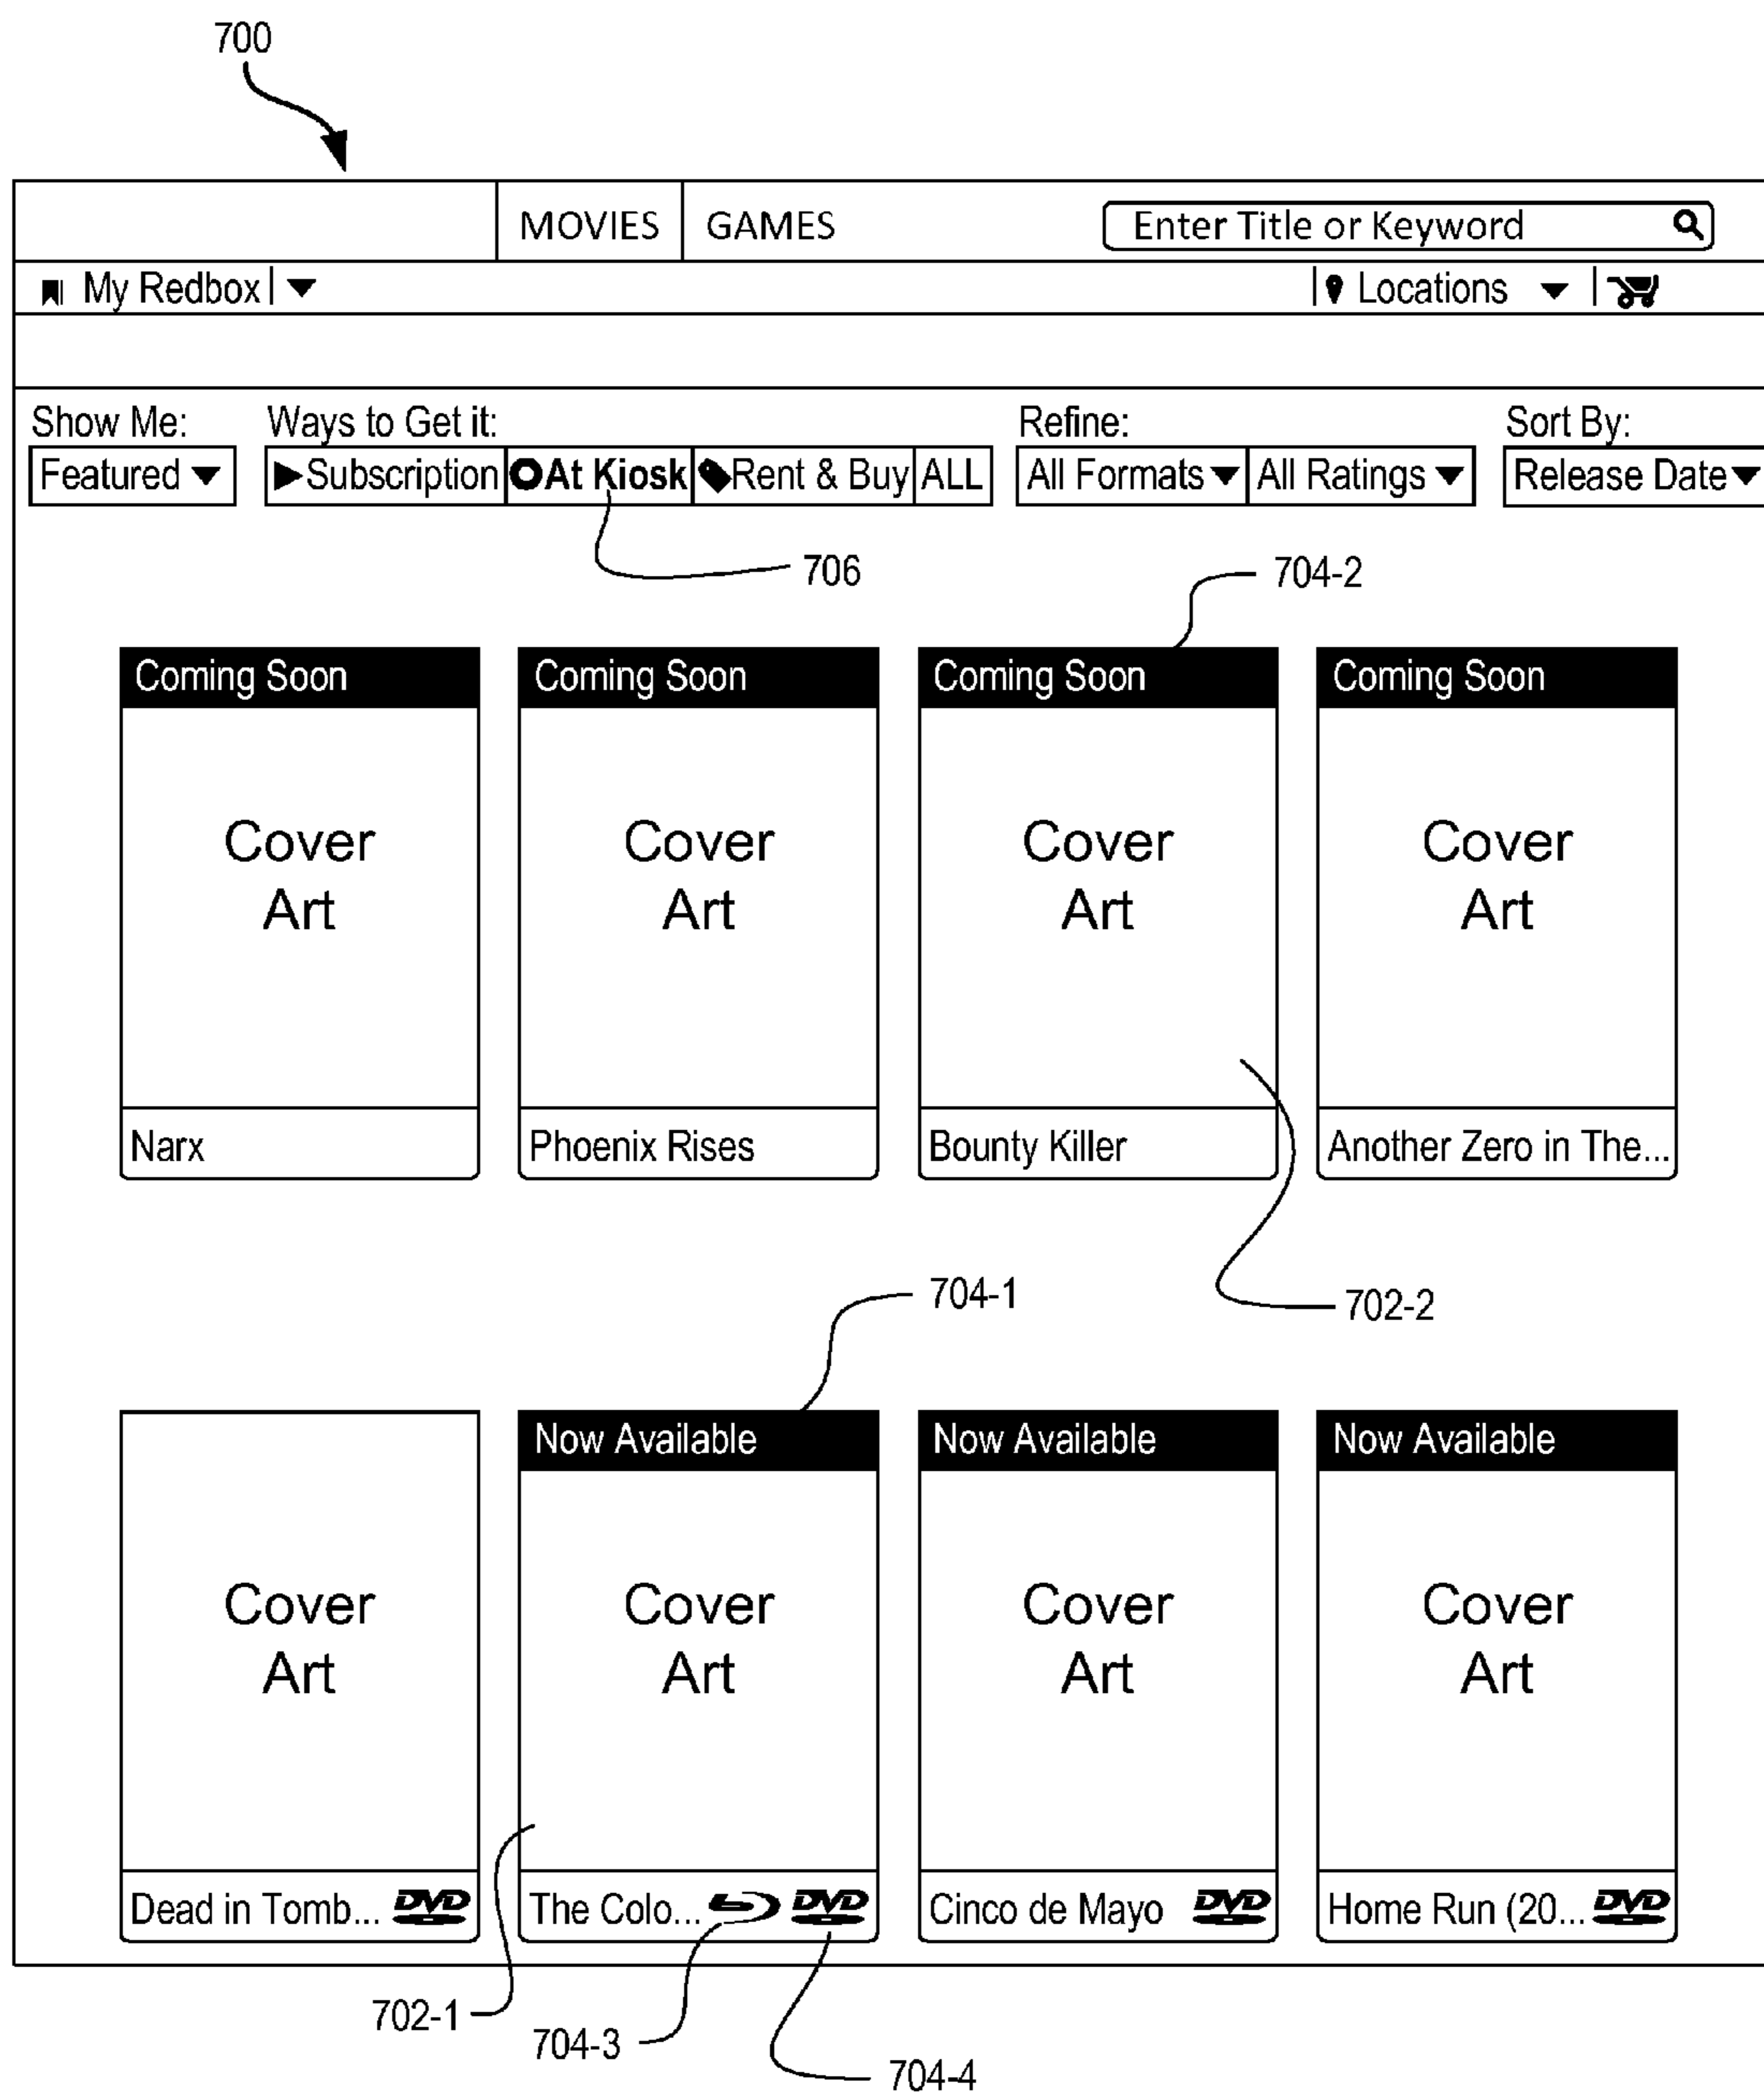 700
MOVIES GAMES Enter Title or Keyword
My Redbox Locations
Show Me: Ways to Get it: Refine: Sort By:
Featured Subscription At Kiosk Rent & Buy ALL All Formats All Ratings Release Date
706
704-2
Coming Soon Coming Soon Coming Soon Coming Soon
Cover Cover Cover Cover
Art Art Art Art
Narx Phoenix Rises Bounty Killer Another Zero in The...
704-1
702-2
Now Available Now Available Now Available
Cover Cover Cover Cover
Art Art Art Art
Dead in Tomb... DVD The Colo... DVD Cinco de Mayo DVD Home Run (20... DVD
702-1
704-3
704-4